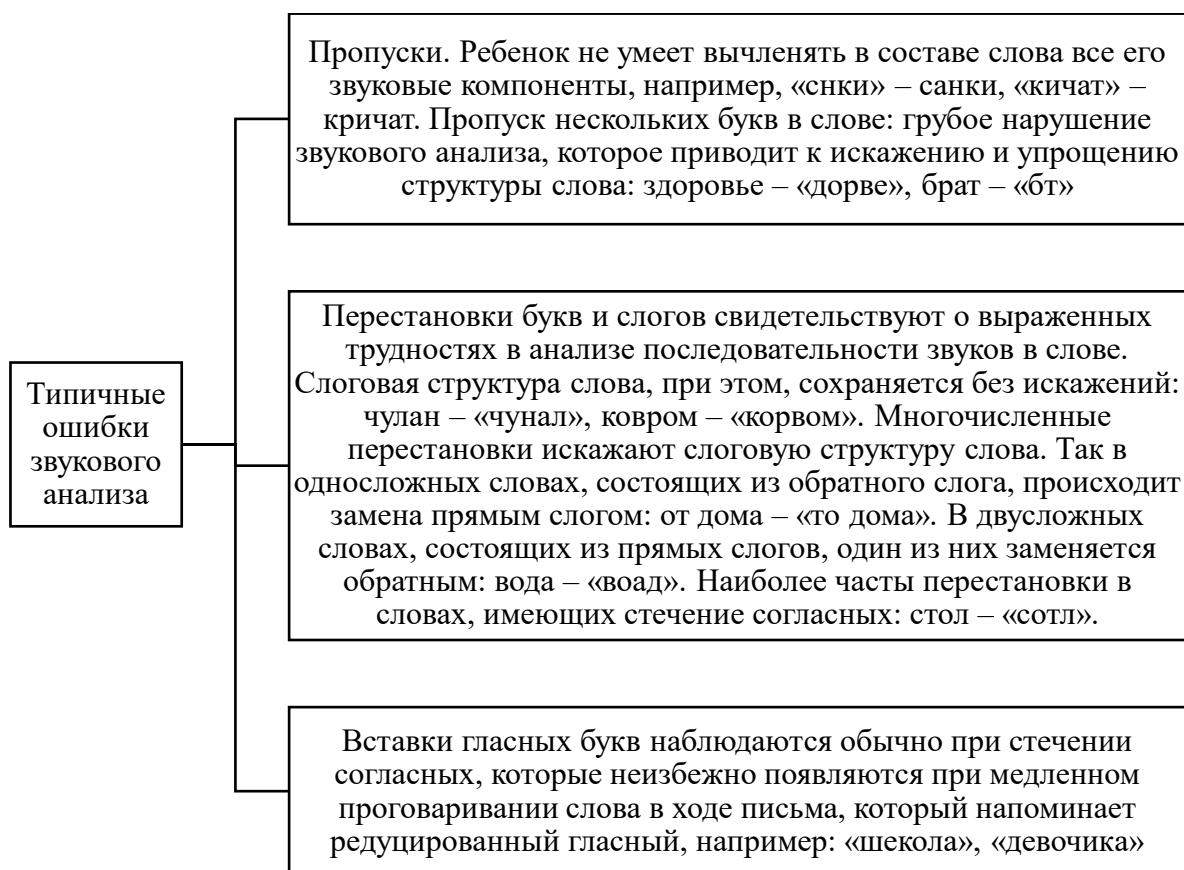 Типичные
ошибки
звукового
анализа
Пропуски. Ребенок не умеет вычленять в составе слова все его
звуковые компоненты, например, «снки» – санки, «кичат» –
кричат. Пропуск нескольких букв в слове: грубое нарушение
звукового анализа, которое приводит к искажению и упрощению
структуры слова: здоровье – «дорве», брат – «бт»
Перестановки букв и слогов свидетельствуют о выраженных
трудностях в анализе последовательности звуков в слове.
Слоговая структура слова, при этом, сохраняется без искажений:
чулан – «чунал», ковром – «корвом». Многочисленные
перестановки искажают слоговую структуру слова. Так в
односложных словах, состоящих из обратного слога, происходит
замена прямым слогом: от дома – «то дома». В двусложных
словах, состоящих из прямых слогов, один из них заменяется
обратным: вода – «воад». Наиболее часты перестановки в
словах, имеющих стечение согласных: стол – «сотл».
Вставки гласных букв наблюдаются обычно при стечении
согласных, которые неизбежно появляются при медленном
проговаривании слова в ходе письма, который напоминает
редуцированный гласный, например: «шекола», «девочика»